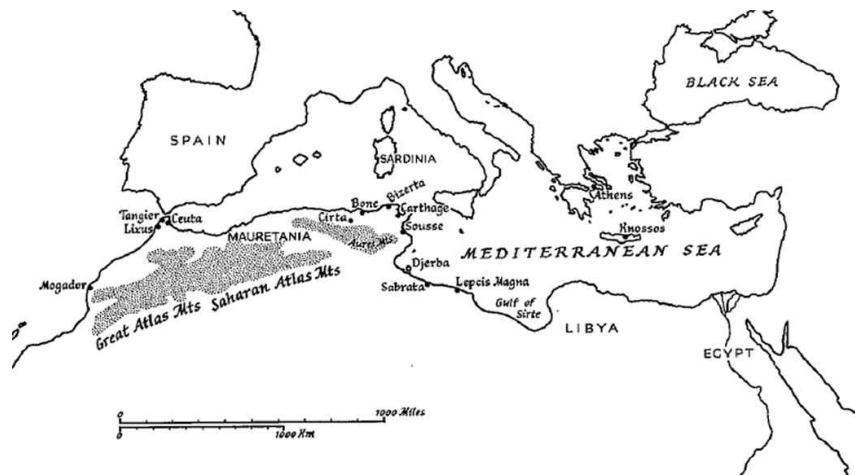 BLACK SEA
SPAIN
SARDINIA
Bizerta
Bone
Carthage
Athens
Tangier
Ceuta
Cirta
Lixus
Knossos
Sousse
MAURETANIA
Aures Mts
MEDITERRANEAN SEA
Djerba
Mogador
Saharan Atlas Mts
Sabrata
Lepcis Magna
Great Atlas Mts
Gulf of
Sirte
LIBYA
EGYPT
0
1000 Miles
0
1000 Km